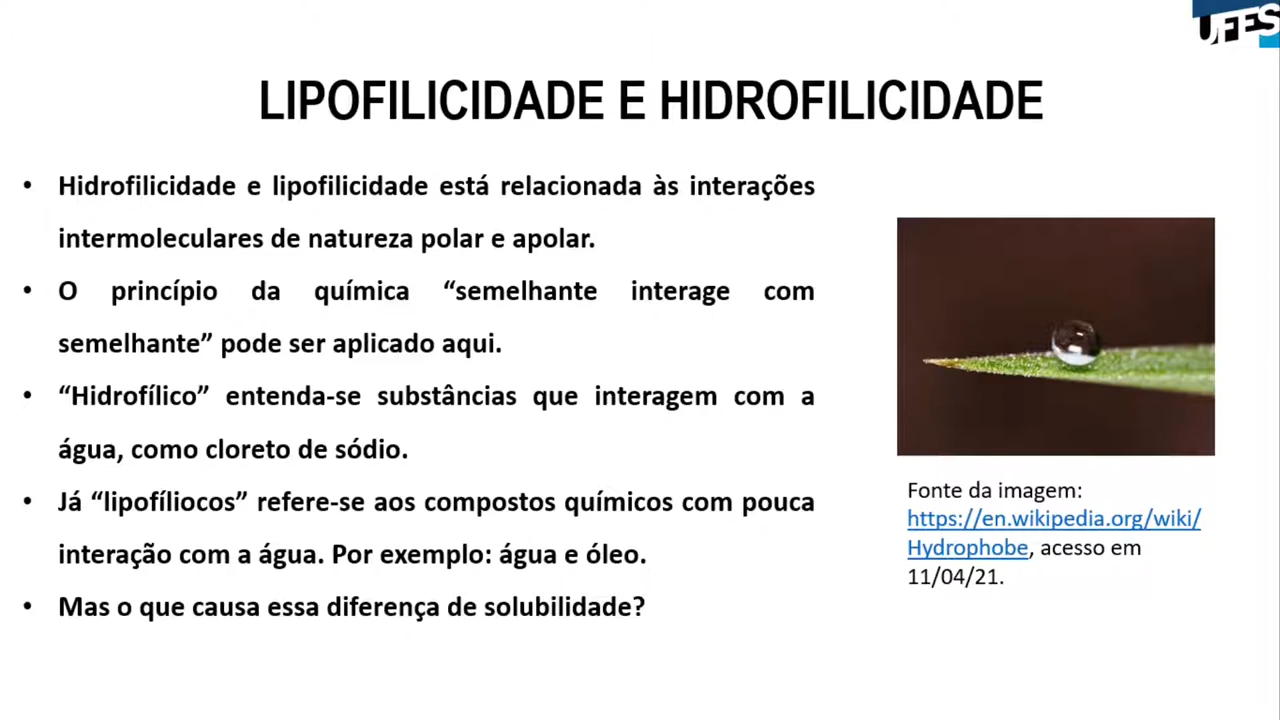 UFES
LIPOFILICIDADE E HIDROFILICIDADE
• Hidrofilicidade e lipofilicidade está relacionada às interações
intermoleculares de natureza polar e apolar.
• O princípio da química “semelhante interage com
semelhante” pode ser aplicado aqui.
• “Hidrofílico” entenda-se substâncias que interagem com a
água, como cloreto de sódio.
• Já “lipofíliocos” refere-se aos compostos químicos com pouca
interação com a água. Por exemplo: água e óleo.
• Mas o que causa essa diferença de solubilidade?
Fonte da imagem:
https://en.wikipedia.org/wiki/
Hydrophobe, acesso em
11/04/21.